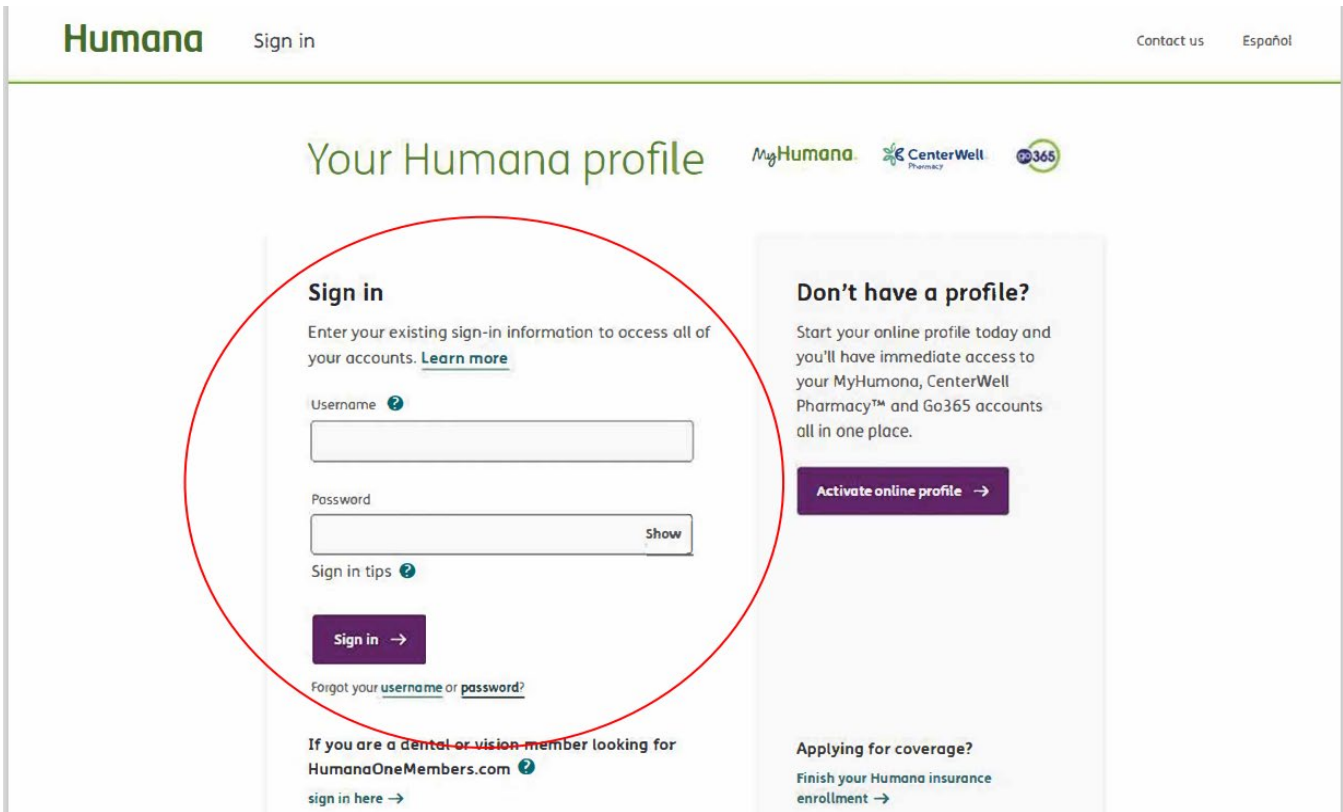 Humana
Sign in
Contact us
Español
Your Humana profile
MyHumana.
CenterWell
Pharmacy
go365
Sign in
Enter your existing sign-in information to access all of
your accounts. Learn more
Username ?
Password
Show
Sign in tips ?
Sign in →
Forgot your username or password?
If you are a dental or vision member looking for
HumanaOneMembers.com ?
sign in here →
Don't have a profile?
Start your online profile today and
you'll have immediate access to
your MyHumana, CenterWell
Pharmacy™ and Go365 accounts
all in one place.
Activate online profile →
Applying for coverage?
Finish your Humana insurance
enrollment →